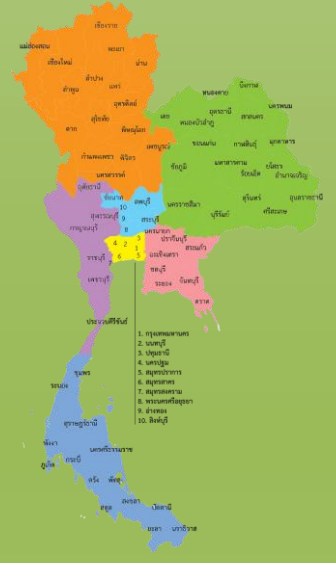 เชียงราย
แม่ฮ่องสอน
พะเยา
เชียงใหม่
น่าน
ลำปาง
ลำพูน
แพร่
อุตรดิตถ์
สุโขทัย
ตาก
พิษณุโลก
กำแพงเพชร
พิจิตร
เพชรบูรณ์
นครสวรรค์
อุทัยธานี
บึงกาฬ
หนองคาย
เลย
อุดรธานี
นครพนม
สกลนคร
หนองบัวลำภู
ขอนแก่น
กาฬสินธุ์
มุกดาหาร
ชัยภูมิ
มหาสารคาม
ร้อยเอ็ด
ยโสธร
อำนาจเจริญ
นครราชสีมา
บุรีรัมย์
สุรินทร์
ศรีสะเกษ
อุบลราชธานี
ชัยนาท
ลพบุรี
10
สุพรรณบุรี
9
สระบุรี
8
กาญจนบุรี
นครนายก
ปราจีนบุรี
สระแก้ว
3
4
2
1
6
5
7
ราชบุรี
ฉะเชิงเทรา
เพชรบุรี
ชลบุรี
ระยอง
จันทบุรี
ตราด
ประจวบคีรีขันธ์
1. กรุงเทพมหานคร
2. นนทบุรี
3. ปทุมธานี
4. นครปฐม
5. สมุทรปราการ
6. สมุทรสาคร
7. สมุทรสงคราม
8. พระนครศรีอยุธยา
9. อ่างทอง
10. สิงห์บุรี
ชุมพร
ระนอง
สุราษฎร์ธานี
พังงา
นครศรีธรรมราช
ภูเก็ต
กระบี่
ตรัง
พัทลุง
สตูล
สงขลา
ปัตตานี
ยะลา
นราธิวาส